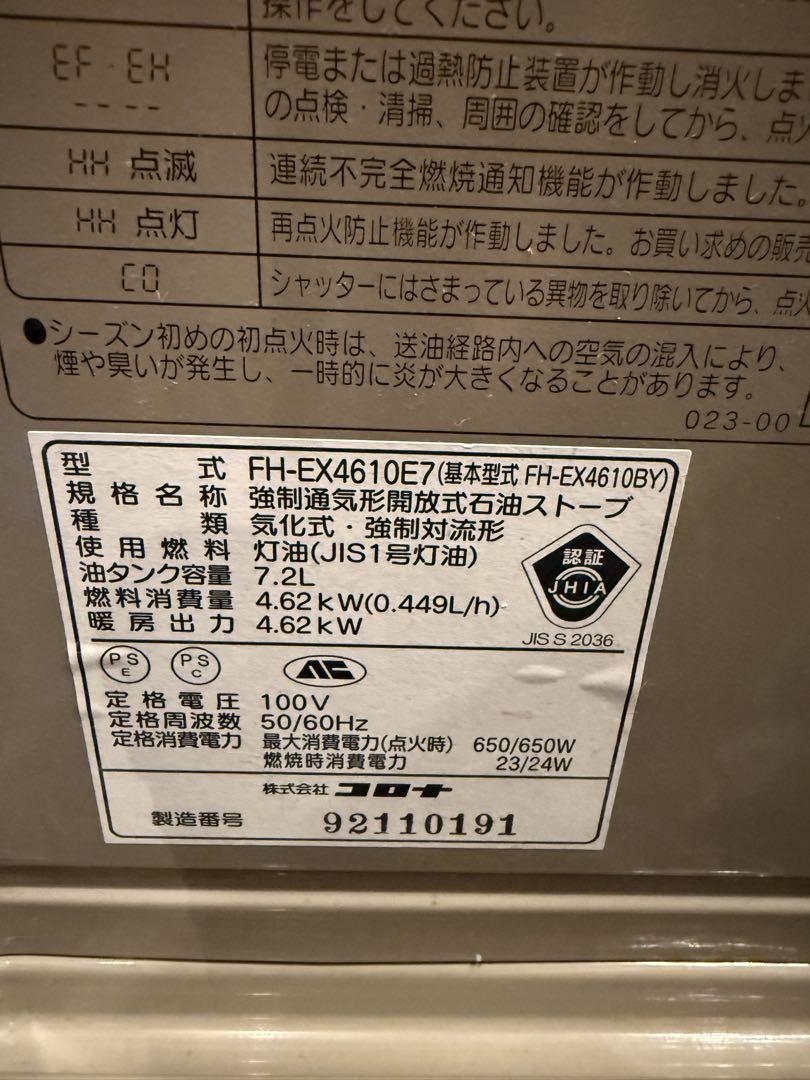 操作をしてください。
EF・EH 停電または過熱防止装置が作動し消火しま
---- の点検・清掃、周囲の確認をしてから、点火
HH 点滅 連続不完全燃焼通知機能が作動しました。
HH 点灯 再点火防止機能が作動しました。お買い求めの販売
CO シャッターにはさまっている異物を取り除いてから、点火
●シーズン初めの初点火時は、送油経路内への空気の混入により、
煙や臭いが発生し、一時的に炎が大きくなることがあります。
023-00
型式 FH-EX4610E7(基本型式 FH-EX4610BY)
規格名称 強制通気形開放式石油ストーブ
種類 気化式・強制対流形
使用燃料 灯油(JIS1号灯油)
油タンク容量 7.2L
燃料消費量 4.62kW(0.449L/h)
暖房出力 4.62kW
認証
JHIA
JIS S 2036
PS E PS C
定格電圧 100V
定格周波数 50/60Hz
定格消費電力 最大消費電力(点火時) 650/650W
燃焼時消費電力 23/24W
株式会社 コロナ
製造番号 92110191